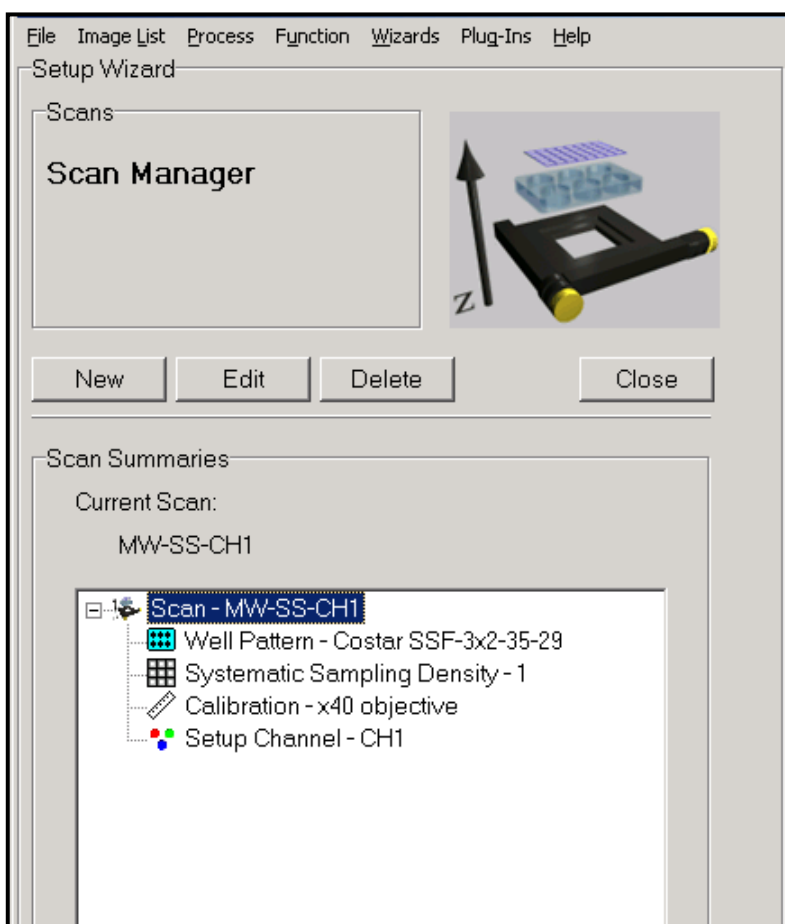 File Image List Process Function Wizards Plug-Ins Help
Setup Wizard
Scans
Scan Manager
Z
New Edit Delete Close
Scan Summaries
Current Scan:
MW-SS-CH1
Scan - MW-SS-CH1
Well Pattern - Costar SSF-3x2-35-29
Systematic Sampling Density - 1
Calibration - x40 objective
Setup Channel - CH1